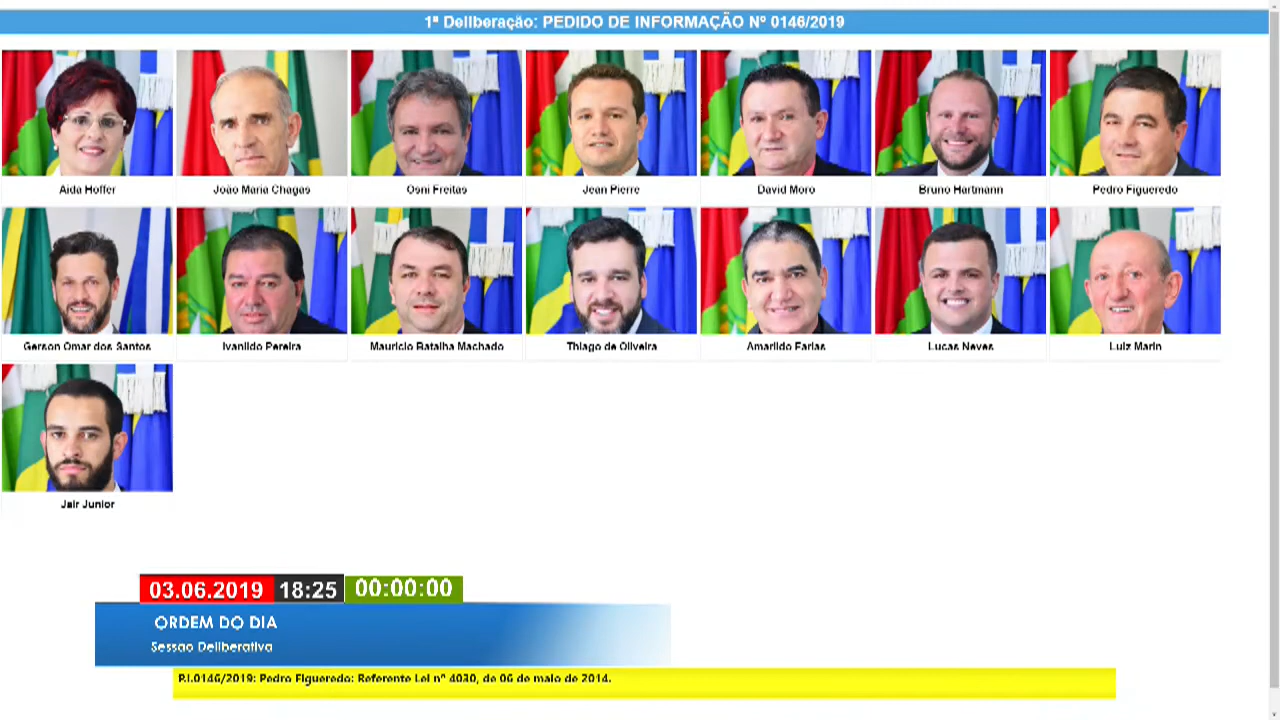 1ª Deliberação: PEDIDO DE INFORMAÇÃO Nº 0146/2019
Aida Hoffer
João Maria Chagas
Osni Freitas
Jean Pierre
David Moro
Bruno Hartmann
Pedro Figueredo
Gerson Omar dos Santos
Ivanildo Pereira
Mauricio Batalha Machado
Thiago de Oliveira
Amarildo Farias
Lucas Neves
Luiz Marin
Jair Junior
03.06.2019 18:25 00:00:00
ORDEM DO DIA
Sessao Deliberativa
P.I.0146/2019: Pedro Figueredo: Referente Lei nº 4030, de 06 de maio de 2014.